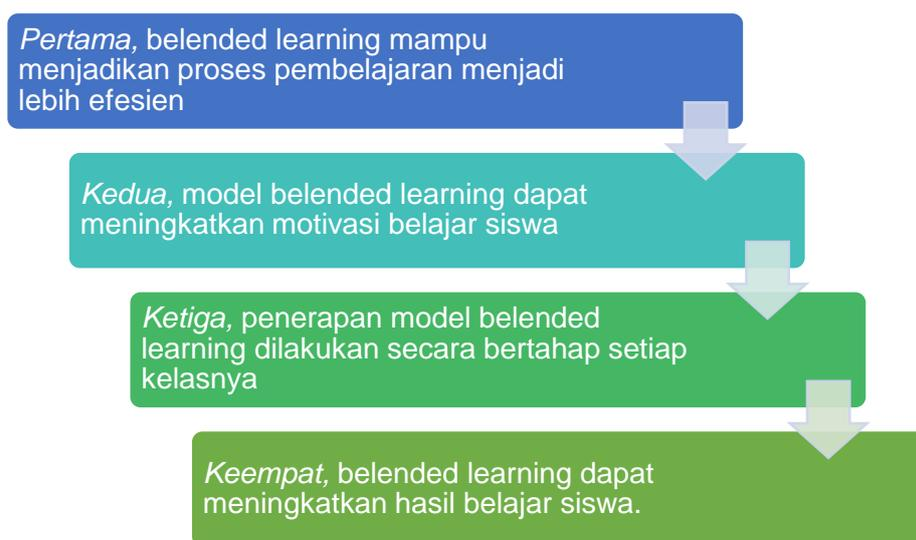 Pertama, belended learning mampu
menjadikan proses pembelajaran menjadi
lebih efesien
Kedua, model belended learning dapat
meningkatkan motivasi belajar siswa
Ketiga, penerapan model belended
learning dilakukan secara bertahap setiap
kelasnya
Keempat, belended learning dapat
meningkatkan hasil belajar siswa.